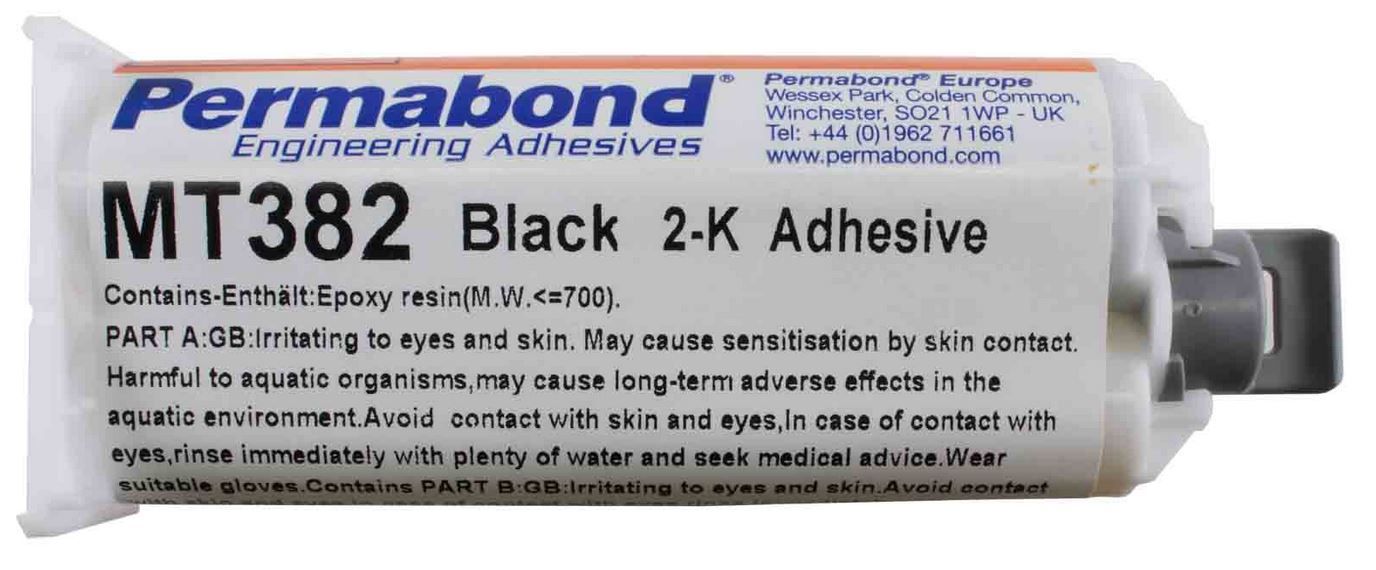 Permabond®
Engineering Adhesives
Permabond® Europe
Wessex Park, Colden Common,
Winchester, SO21 1WP - UK
Tel: +44 (0)1962 711661
www.permabond.com
MT382 Black 2-K Adhesive
Contains-Enthält:Epoxy resin(M.W.<=700).
PART A:GB:Irritating to eyes and skin. May cause sensitisation by skin contact.
Harmful to aquatic organisms,may cause long-term adverse effects in the
aquatic environment.Avoid contact with skin and eyes,In case of contact with
eyes,rinse immediately with plenty of water and seek medical advice.Wear
suitable gloves.Contains PART B:GB:Irritating to eyes and skin.Avoid contact